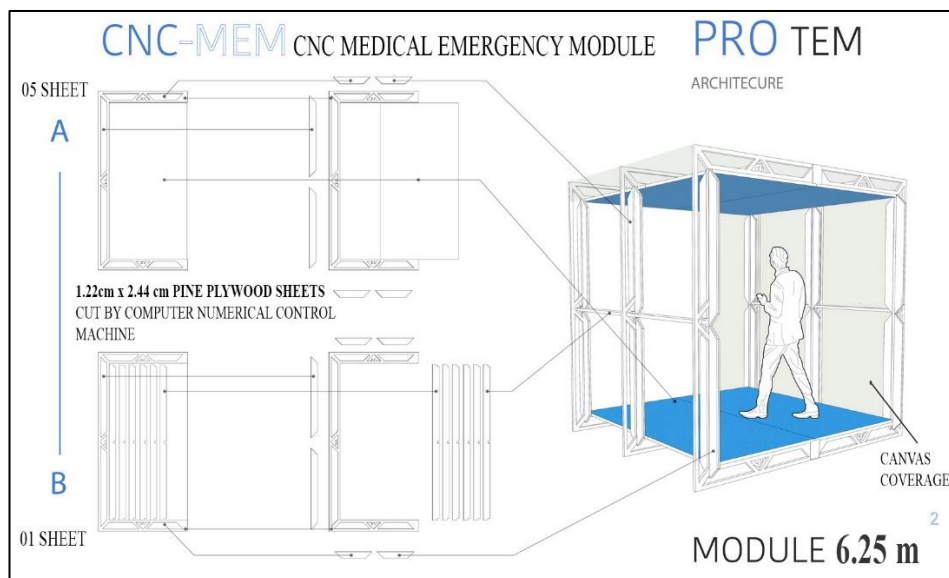 CNC-MEM CNC MEDICAL EMERGENCY MODULE
PRO TEM
ARCHITECURE
05 SHEET
A
1.22cm x 2.44 cm PINE PLYWOOD SHEETS
CUT BY COMPUTER NUMERICAL CONTROL
MACHINE
B
01 SHEET
CANVAS
COVERAGE
2
MODULE 6.25 m